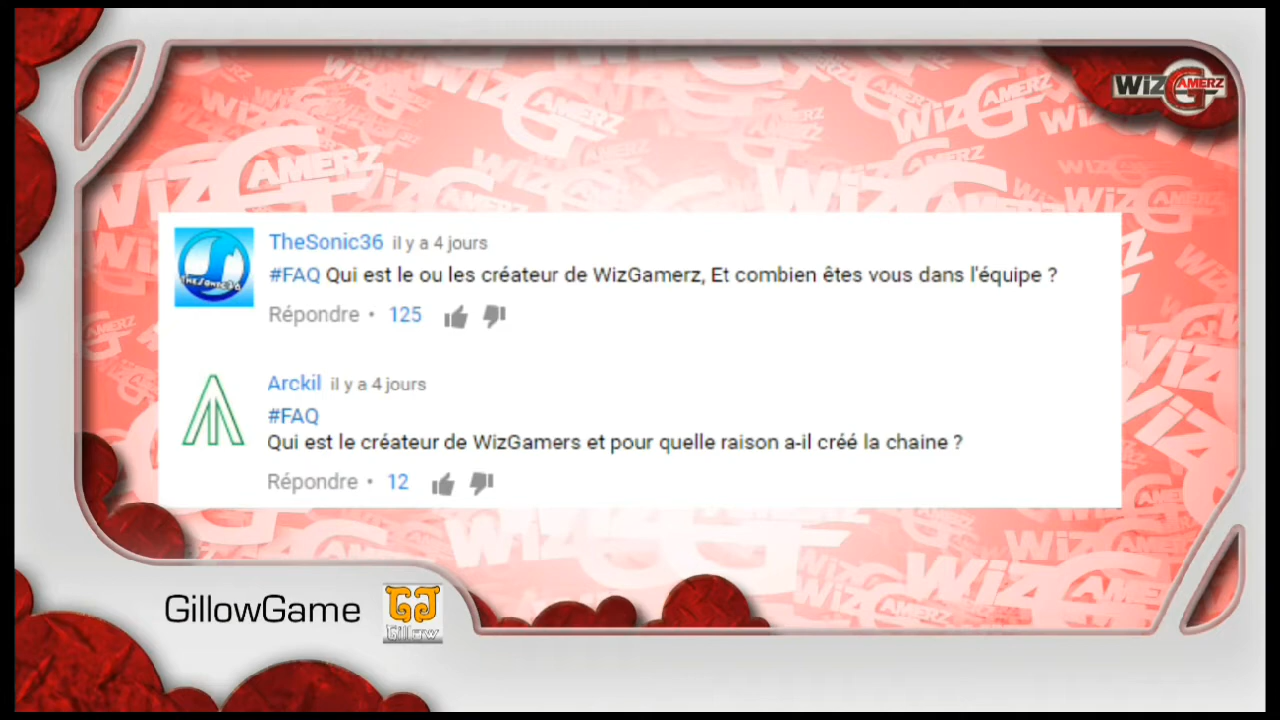 WizGamerz
TheSonic36 il y a 4 jours
#FAQ Qui est le ou les créateur de WizGamerz, Et combien êtes vous dans l'équipe ?
Répondre • 125
Arckil il y a 4 jours
#FAQ
Qui est le créateur de WizGamers et pour quelle raison a-il créé la chaine ?
Répondre • 12
GillowGame